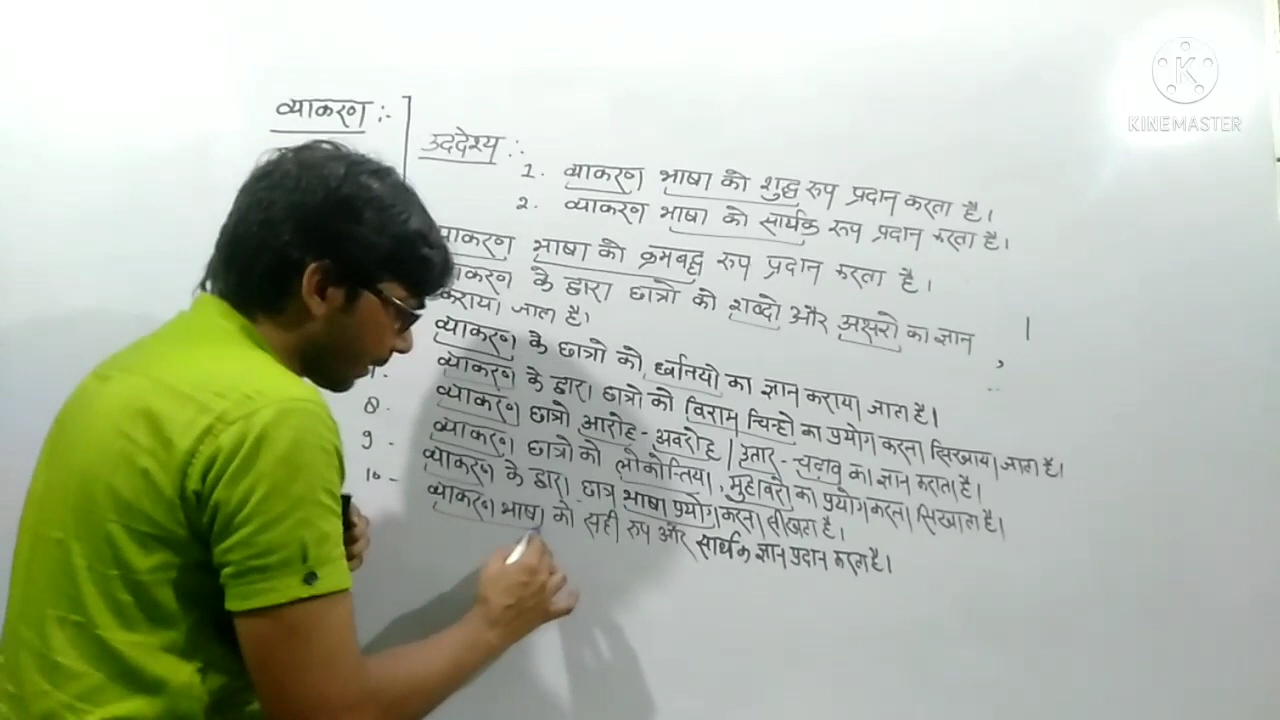 व्याकरण :-
उददेश्य :-
1. व्याकरण भाषा को शुद्ध रूप प्रदान करता है।
2. व्याकरण भाषा को सार्थक रूप प्रदान करता है।
व्याकरण भाषा को क्रमबद्ध रूप प्रदान करता है।
व्याकरण के द्वारा छात्रो को शब्दो और अक्षरो का ज्ञान
कराया जाता है।
व्याकरण के छात्रो को ध्वनियो का ज्ञान कराया जाता है।
7. व्याकरण के द्वारा छात्रो को विराम चिन्हो का प्रयोग करना सिखाया जाता है।
8. व्याकरण छात्रो आरोह - अवरोह / उतार - चढ़ाव का ज्ञान कराता है।
व्याकरण छात्रो को लोकोक्तिया, मुहावरो का प्रयोग करना सिखाता है।
9 - व्याकरण के द्वारा छात्र भाषा प्रयोग करना सीखता है।
10 - व्याकरण भाषा को सही रूप और सार्थक ज्ञान प्रदान करता है।
KINEMASTER